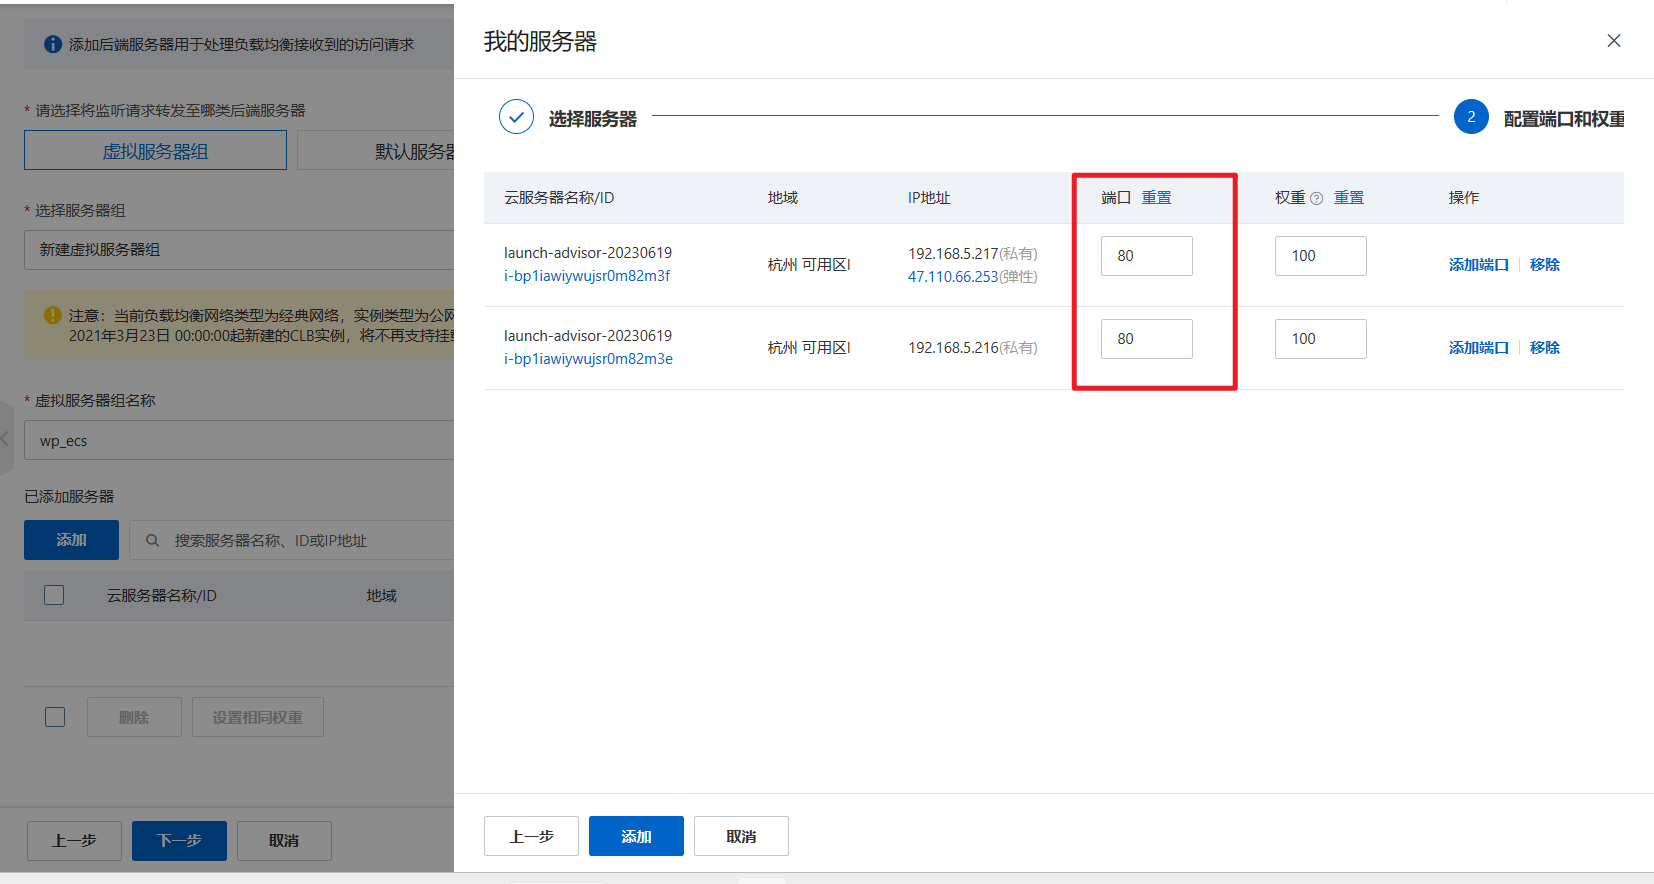 添加后端服务器用于处理负载均衡接收到的访问请求
* 请选择将监听请求转发至哪类后端服务器
虚拟服务器组
默认服务器
* 选择服务器组
新建虚拟服务器组
注意：当前负载均衡网络类型为经典网络，实例类型为公网
2021年3月23日 00:00:00起新建的CLB实例，将不再支持挂载
* 虚拟服务器组名称
wp_ecs
已添加服务器
添加
搜索服务器名称、ID或IP地址
云服务器名称/ID 地域
删除 设置相同权重
上一步 下一步 取消
我的服务器
选择服务器
2 配置端口和权重
云服务器名称/ID 地域 IP地址 端口 重置 权重 重置 操作
launch-advisor-20230619
i-bp1iawiywujsr0m82m3f
杭州 可用区I
192.168.5.217(私有)
47.110.66.253(弹性)
80
100
添加端口 移除
launch-advisor-20230619
i-bp1iawiywujsr0m82m3e
杭州 可用区I
192.168.5.216(私有)
80
100
添加端口 移除
上一步 添加 取消